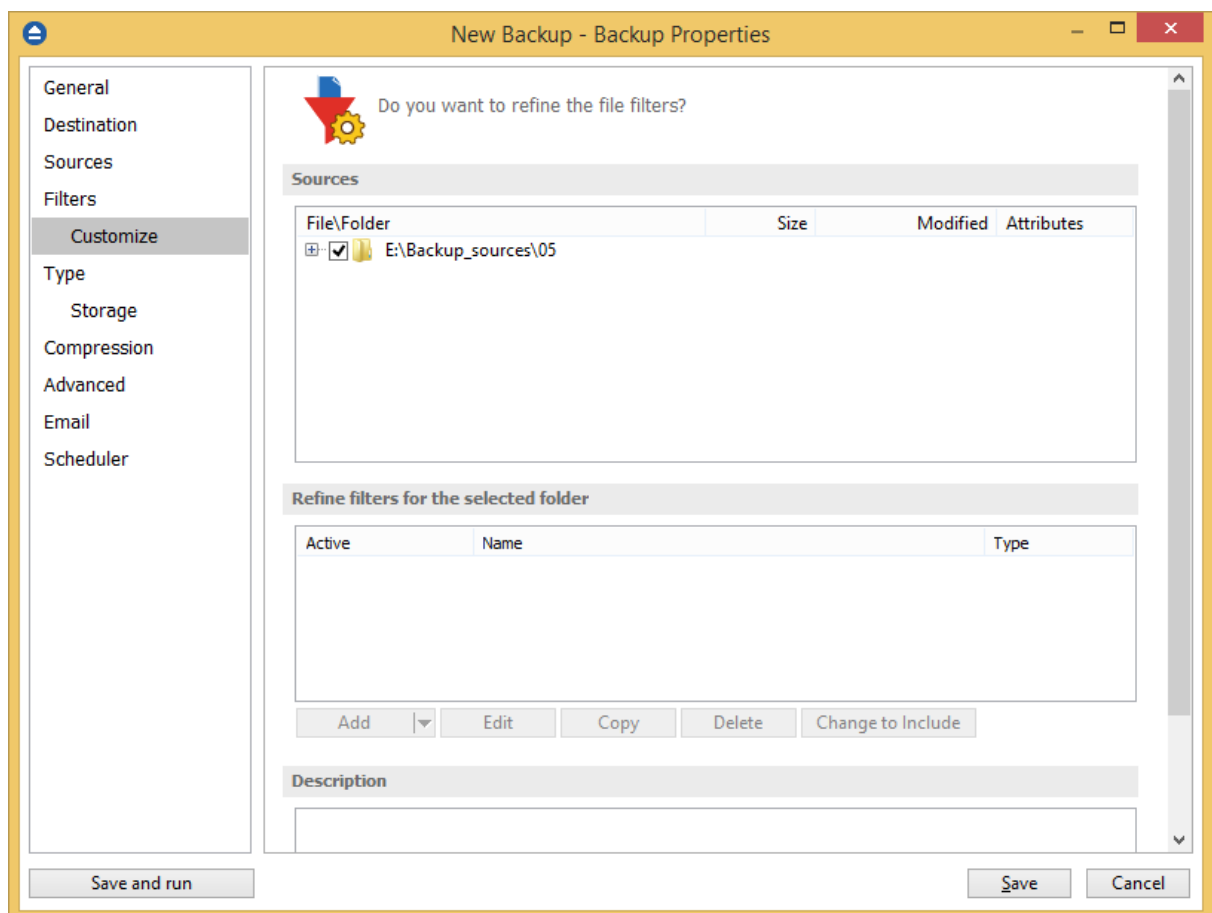 New Backup - Backup Properties
General
Destination
Sources
Filters
Customize
Type
Storage
Compression
Advanced
Email
Scheduler
Do you want to refine the file filters?
Sources
File\Folder Size Modified Attributes
E:\Backup_sources\05
Refine filters for the selected folder
Active Name Type
Add Edit Copy Delete Change to Include
Description
Save and run Save Cancel